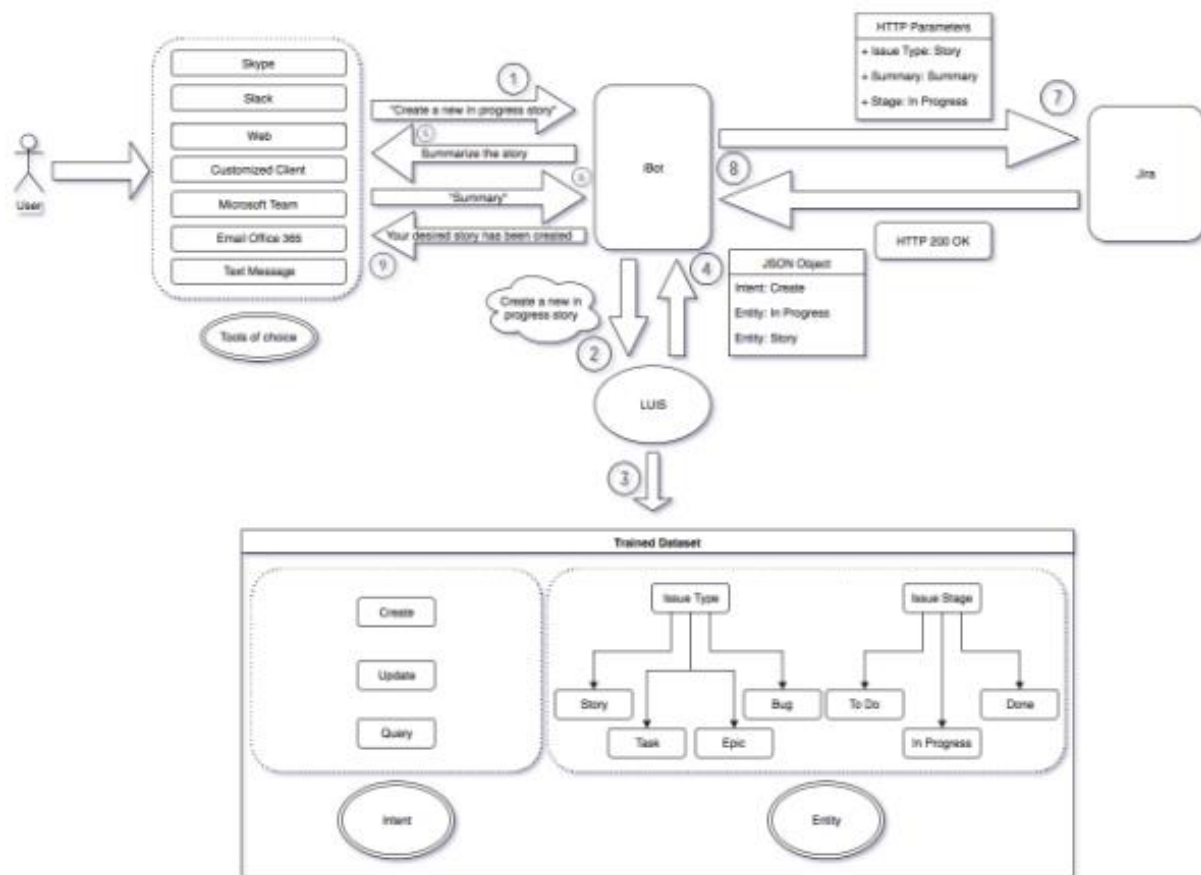 HTTP Parameters
+ Issue Type: Story
+ Summary: Summary
+ Stage: In Progress
Skype
Slack
Web
Customized Client
Microsoft Team
Email Office 365
Text Message
Tools of choice
User
1
"Create a new in progress story"
5
Summarize the story
6
"Summary"
Your desired story has been created
9
iBot
7
8
Jira
HTTP 200 OK
Create a new in
progress story
2
4
JSON Object
Intent: Create
Entity: In Progress
Entity: Story
LUIS
3
Trained Dataset
Create
Update
Query
Intent
Issue Type
Issue Stage
Story
Bug
To Do
Done
Task
Epic
In Progress
Entity